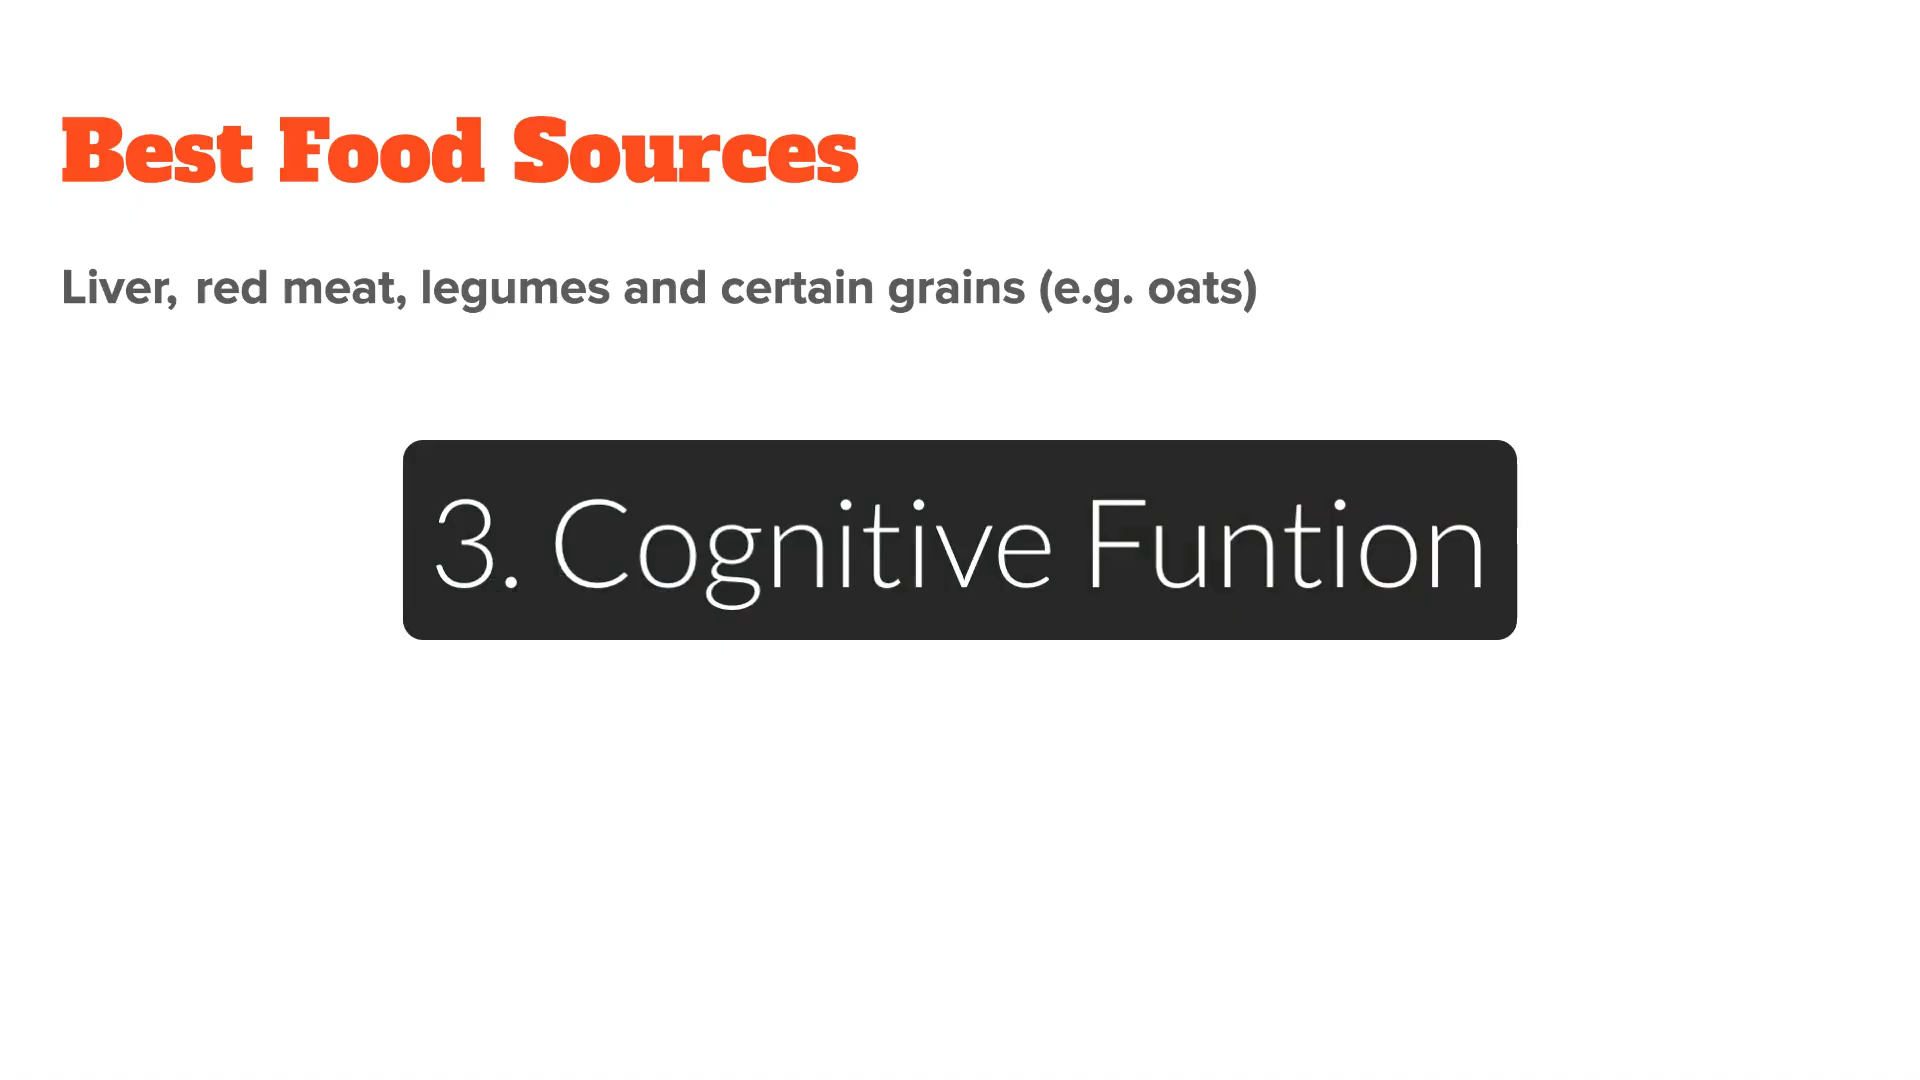 Best Food Sources
Liver, red meat, legumes and certain grains (e.g. oats)
3. Cognitive Funtion